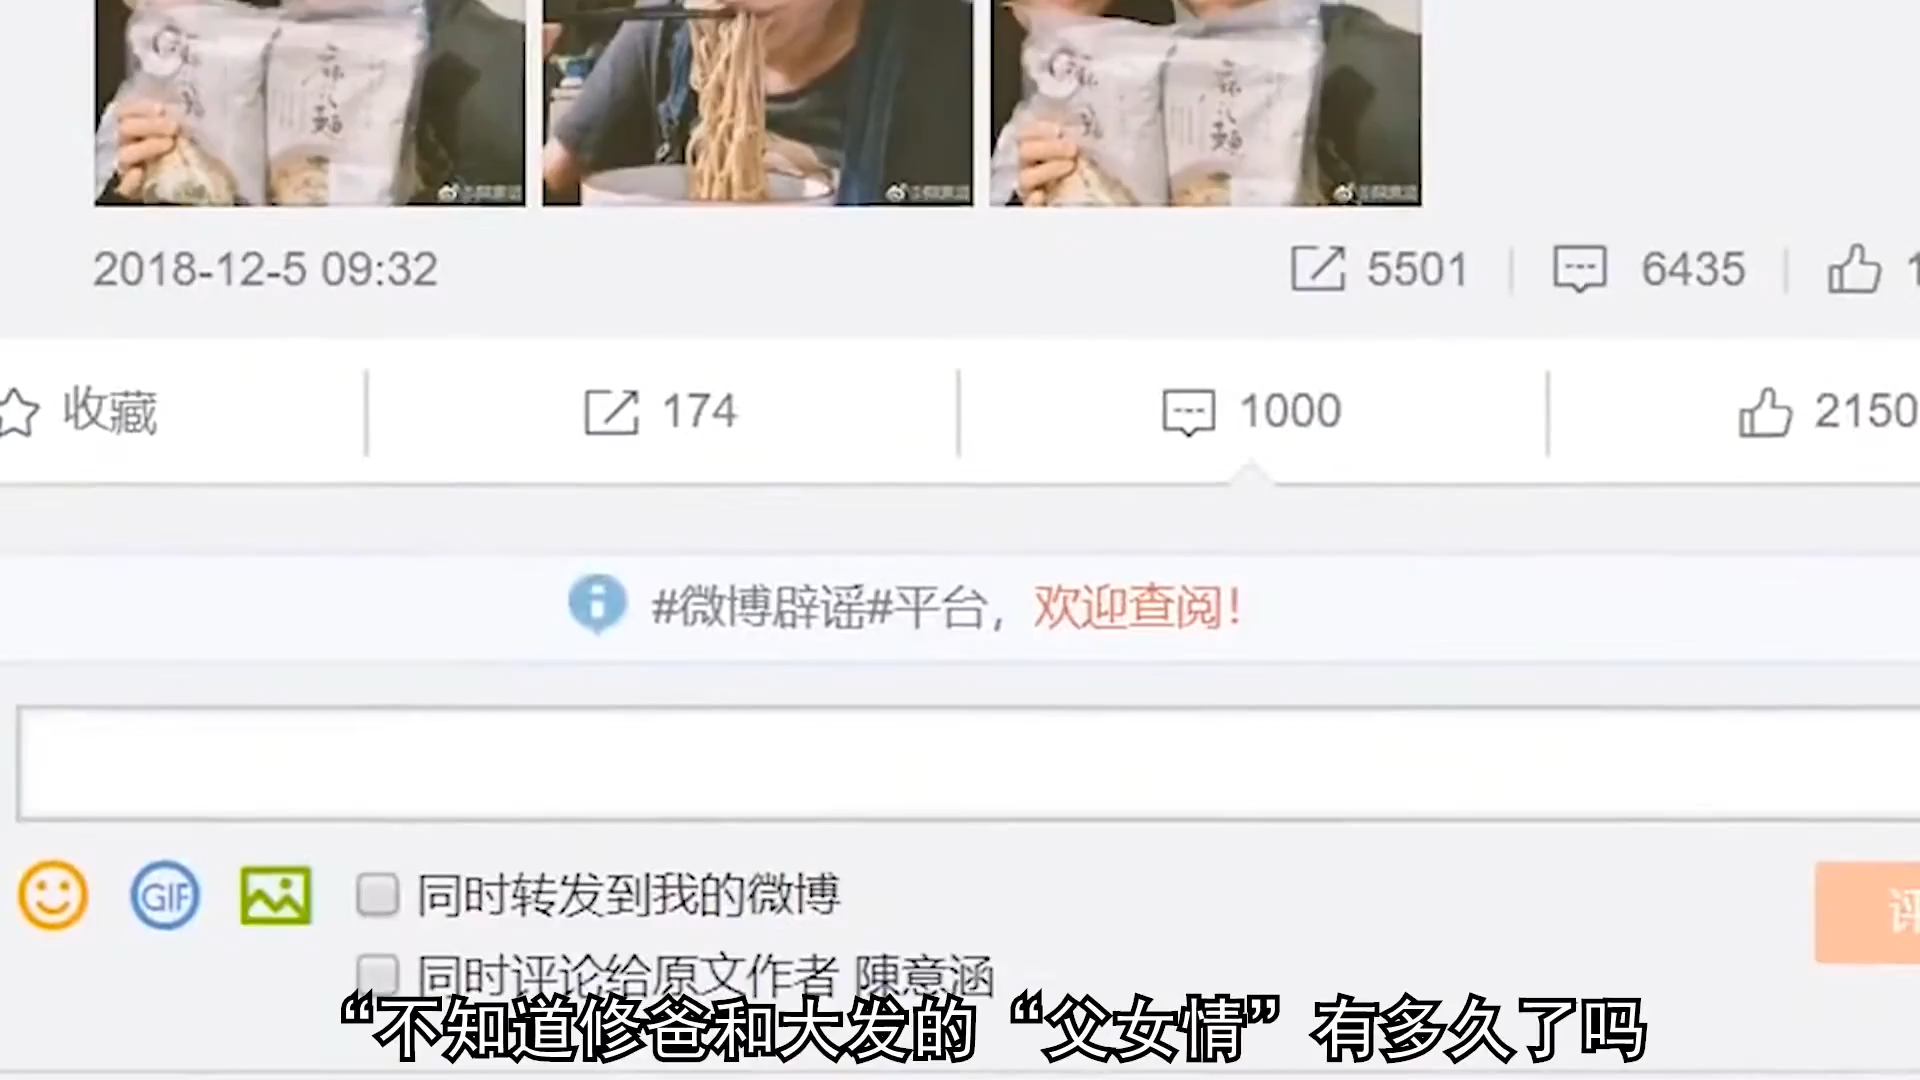 2018-12-5 09:32
5501
6435
1
收藏
174
1000
2150
#微博辟谣#平台，欢迎查阅！
GIF
同时转发到我的微博
评
同时评论给原文作者 陳意涵
“不知道修爸和大发的“父女情”有多久了吗